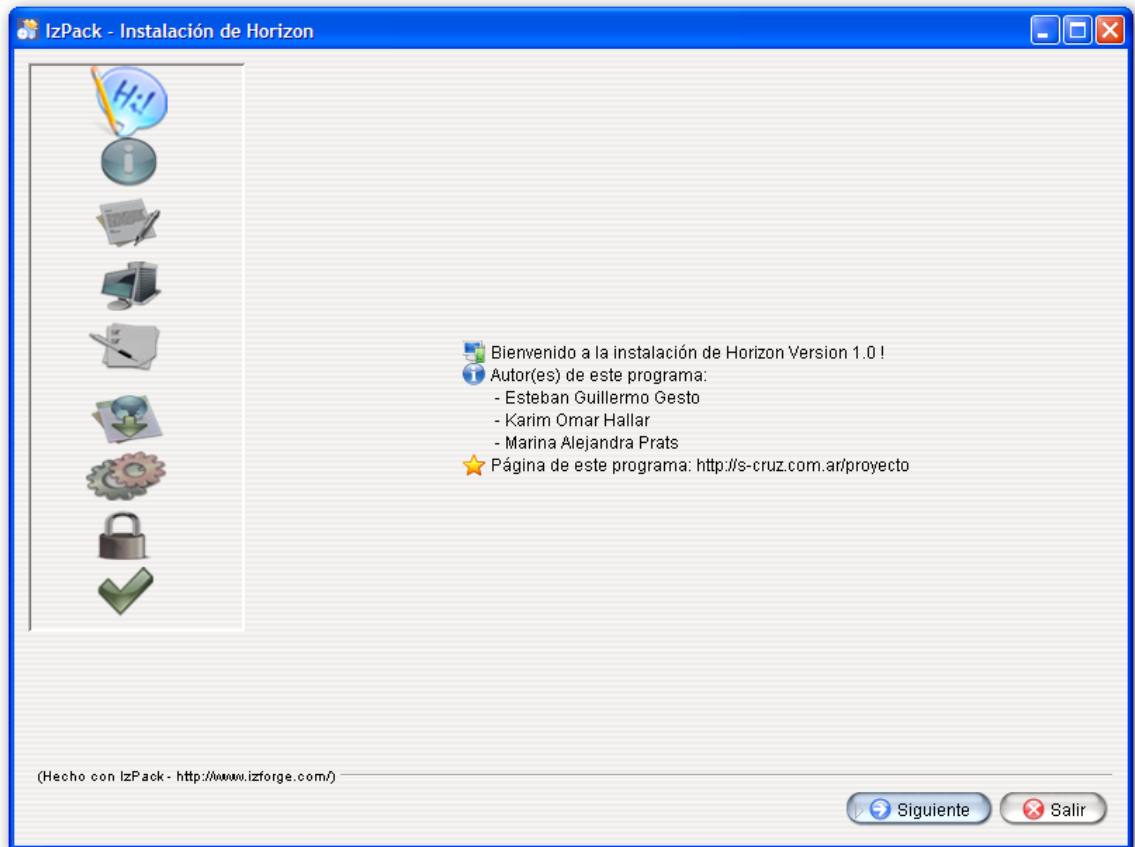 IzPack - Instalación de Horizon
Hi!
Bienvenido a la instalación de Horizon Version 1.0 !
Autor(es) de este programa:
- Esteban Guillermo Gesto
- Karim Omar Hallar
- Marina Alejandra Prats
Página de este programa: http://s-cruz.com.ar/proyecto
(Hecho con IzPack - http://www.izforge.com/)
Siguiente
Salir